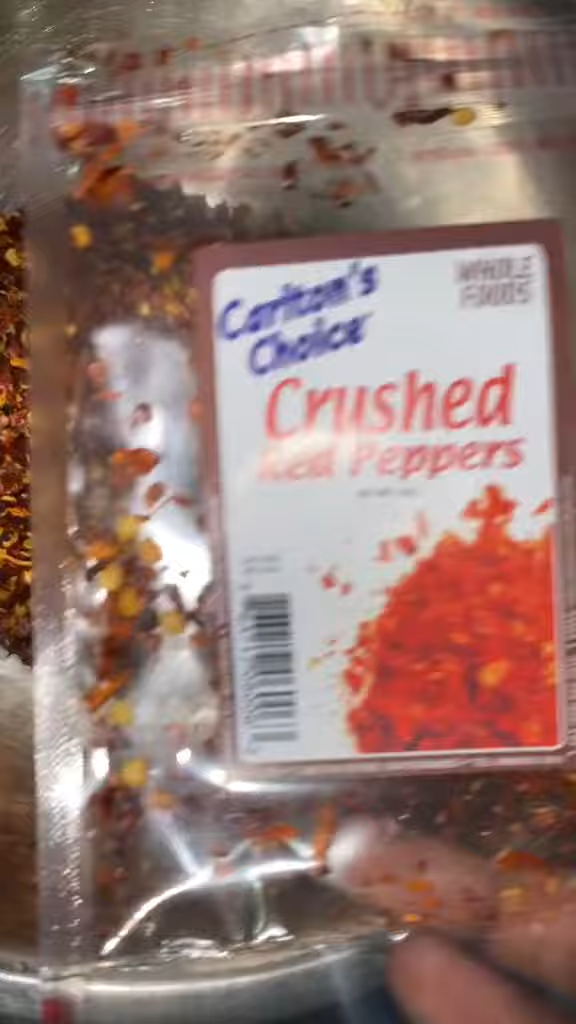 Carlton's
Choice
WHOLE
FOODS
Crushed
Red Peppers